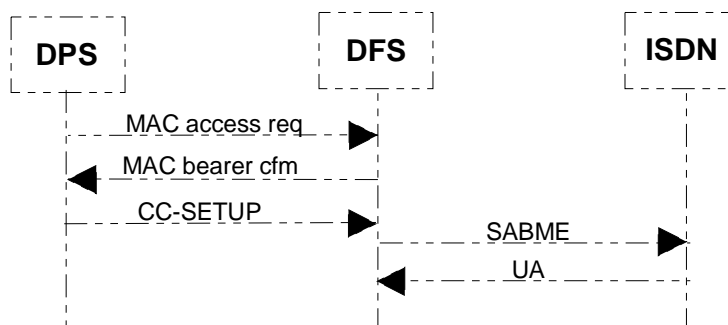 DPS
DFS
ISDN
MAC access req
MAC bearer cfm
CC-SETUP
SABME
UA